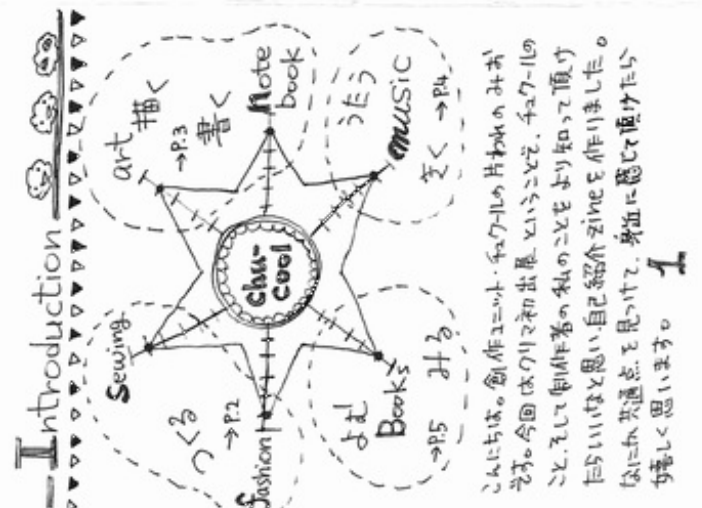 Introduction
art
描く
→P.3
書く
Note
book
Sewing
つくる
→P.2
fashion
chu-
cool
うたう
music
きく →P.4
よむ
Books
みる
→P.5
こんにちは。創作ユニット・チュクールの片われのみお
です。今回はクリマ初出展ということで、チュクールの
こと、そして制作者の私のことをより知って頂け
たらいいなと思い、自己紹介zineを作りました。
なにか共通点を見つけて、身近に感じて頂けたら
嬉しく思います。
1